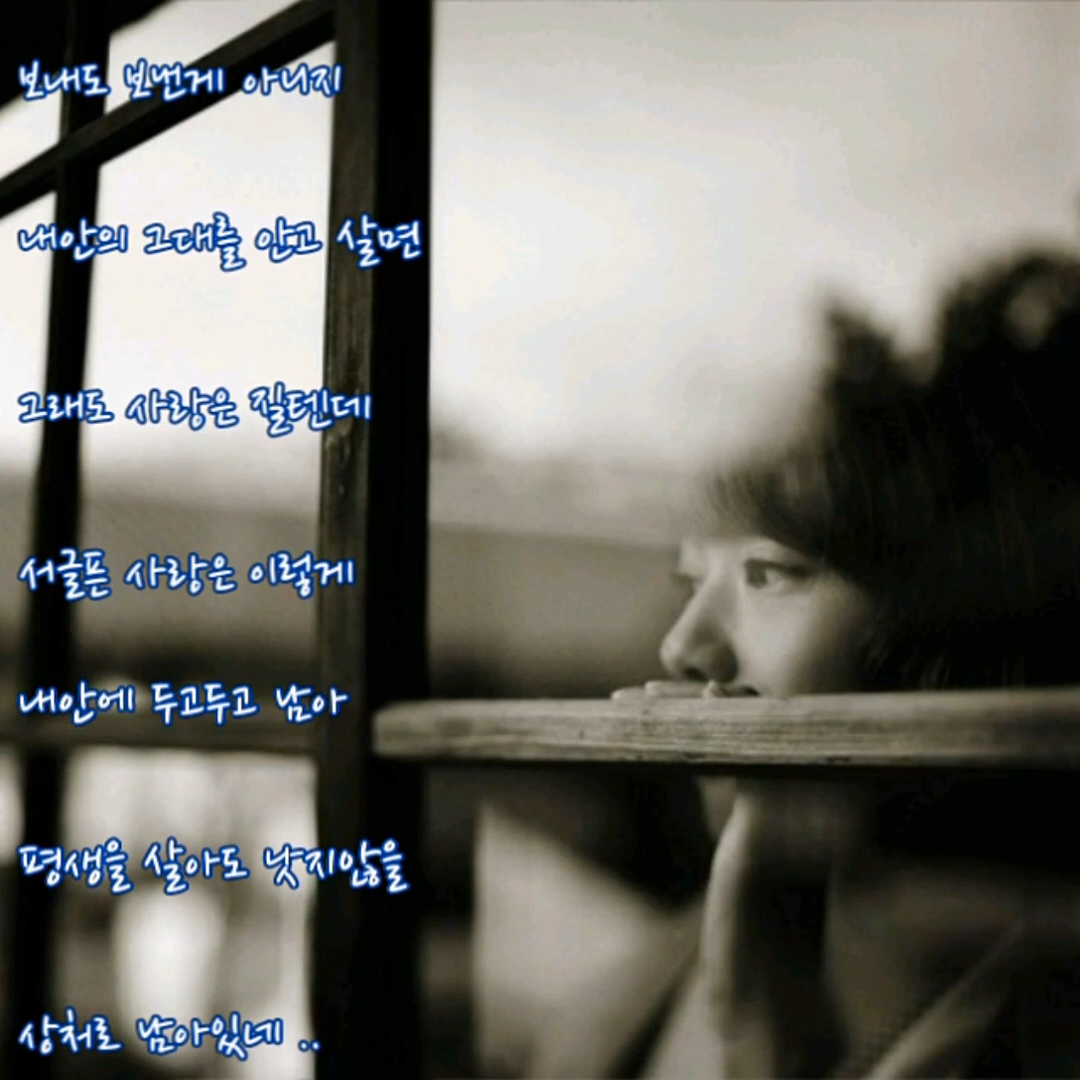 보내도 보낸게 아니지
내안의 그대를 안고 살면
그래도 사랑은 질텐데
서글픈 사랑은 이렇게
내안에 두고두고 남아
평생을 살아도 낫지않을
상처로 남아있네 ..